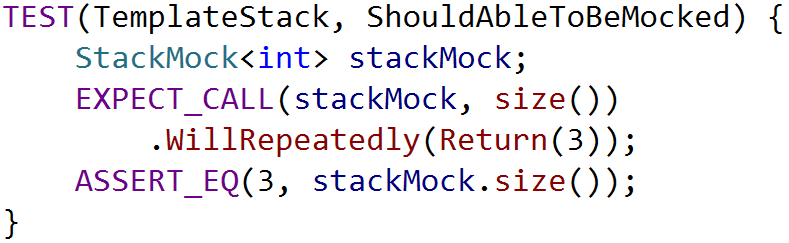 TEST(TemplateStack, ShouldAbleToBeMocked) {
    StackMock<int> stackMock;
    EXPECT_CALL(stackMock, size())
        .WillRepeatedly(Return(3));
    ASSERT_EQ(3, stackMock.size());
}